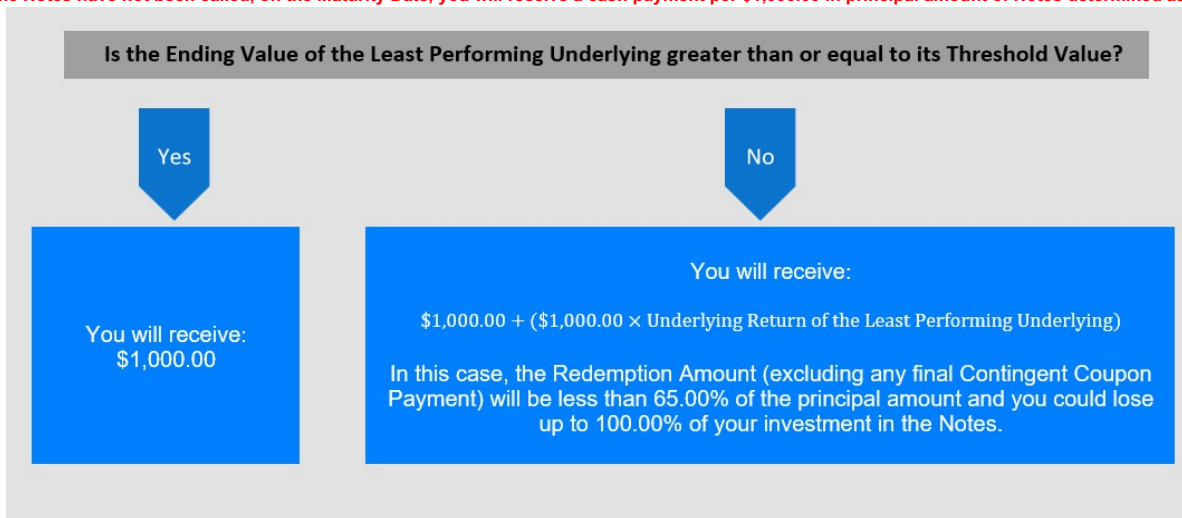 Is the Ending Value of the Least Performing Underlying greater than or equal to its Threshold Value?
Yes
No
You will receive:
$1,000.00
You will receive:
$1,000.00 + ($1,000.00 × Underlying Return of the Least Performing Underlying)
In this case, the Redemption Amount (excluding any final Contingent Coupon
Payment) will be less than 65.00% of the principal amount and you could lose
up to 100.00% of your investment in the Notes.